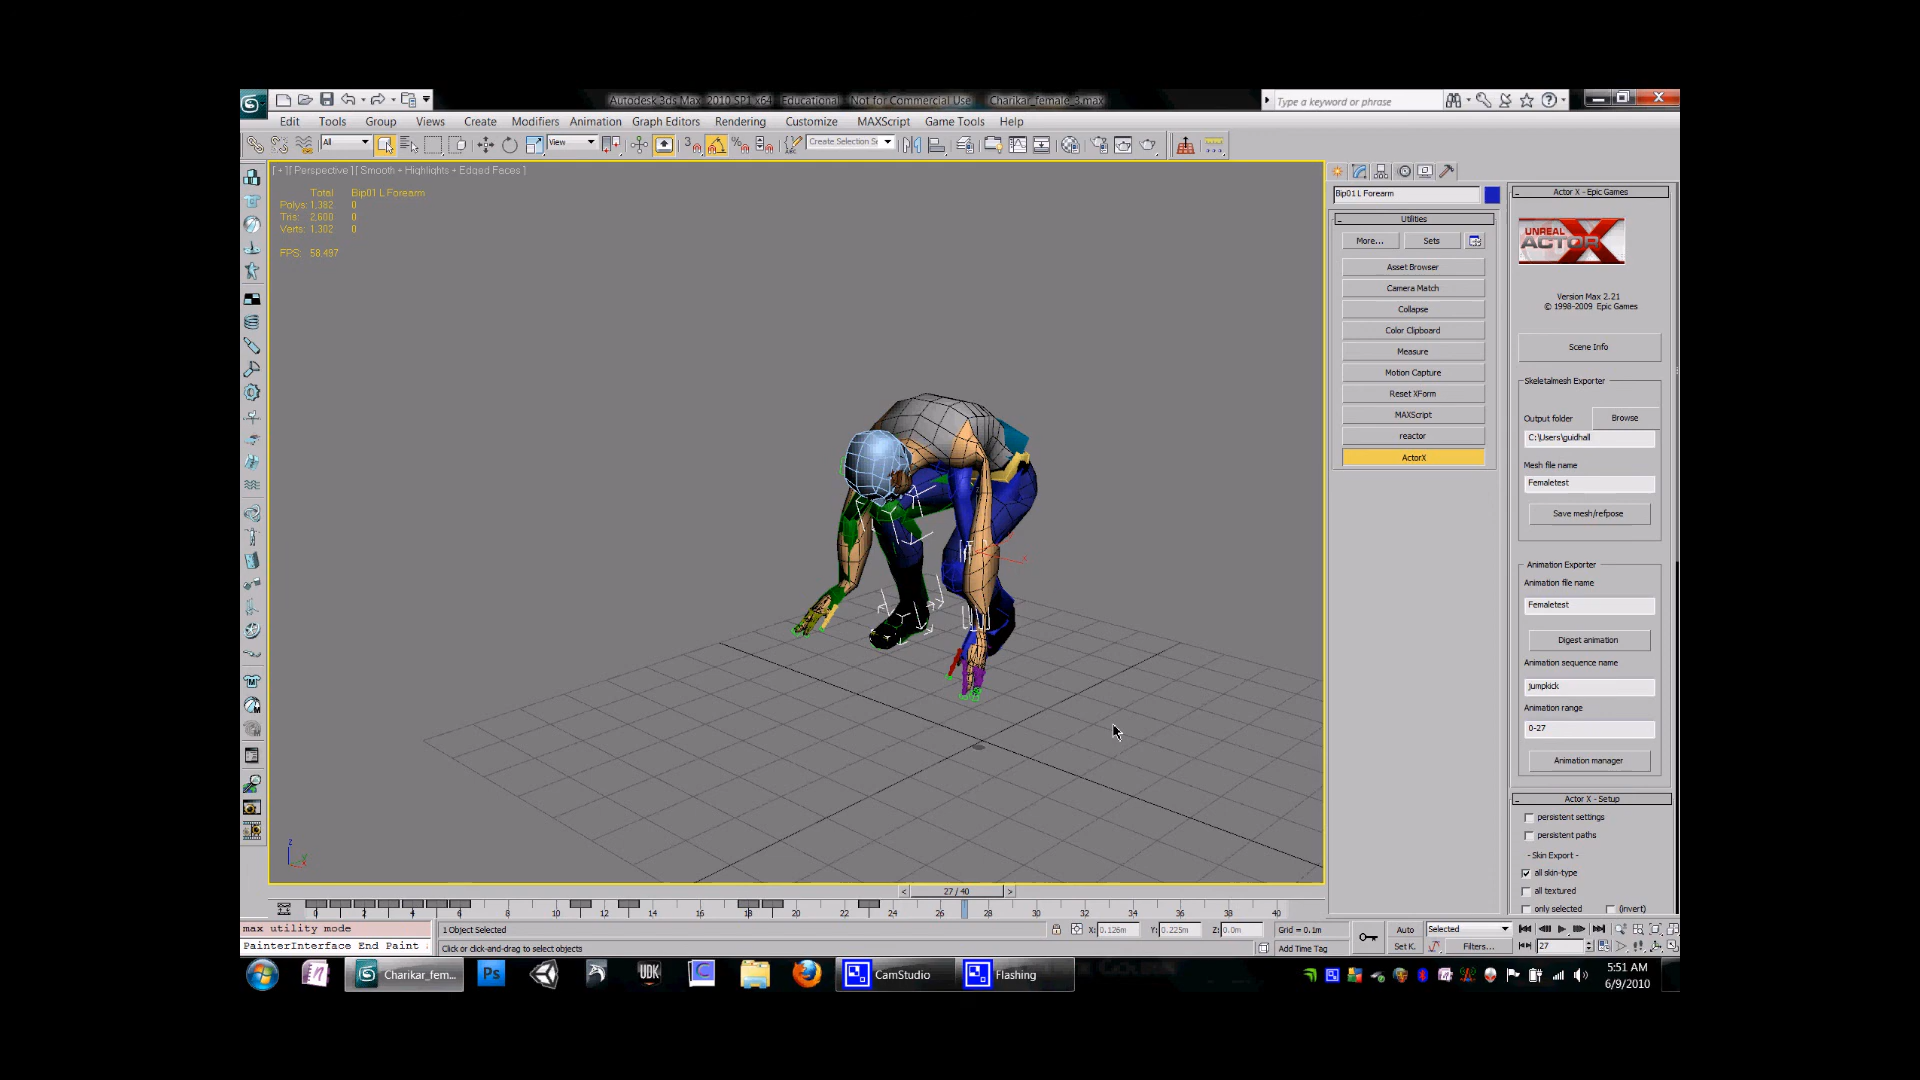 Autodesk 3ds Max 2010 SP1 x64 Educational Not for Commercial Use Charikar_female_3.max
Type a keyword or phrase
Edit Tools Group Views Create Modifiers Animation Graph Editors Rendering Customize MAXScript Game Tools Help
All View Create Selection Se
[ + ][ Perspective ][ Smooth + Highlights + Edged Faces ]
Total Bip01 L Forearm
Polys: 1,382 0
Tris: 2,600 0
Verts: 1,302 0
FPS: 58.497
Bip01 L Forearm
Utilities
More... Sets
Asset Browser
Camera Match
Collapse
Color Clipboard
Measure
Motion Capture
Reset XForm
MAXScript
reactor
ActorX
Actor X - Epic Games
UNREAL
ACTORX
Version Max 2.21
© 1998-2009 Epic Games
Scene Info
Skeletalmesh Exporter
Output folder Browse
C:\Users\guidhall
Mesh file name
Femaletest
Save mesh/refpose
Animation Exporter
Animation file name
Femaletest
Digest animation
Animation sequence name
jumpkick
Animation range
0-27
Animation manager
Actor X - Setup
persistent settings
persistent paths
- Skin Export -
all skin-type
all textured
only selected (invert)
< 27 / 40 >
0 2 4 6 8 10 12 14 16 18 20 22 24 26 28 30 32 34 36 38 40
max utility mode
PainterInterface End Paint
1 Object Selected
X: 0.126m Y: 0.225m Z: 0.0m Grid = 0.1m
Click or click-and-drag to select objects
Add Time Tag
Auto Selected
Set K. Filters... 27
Charikar_fem... Ps UDK CamStudio Flashing
5:51 AM
6/9/2010